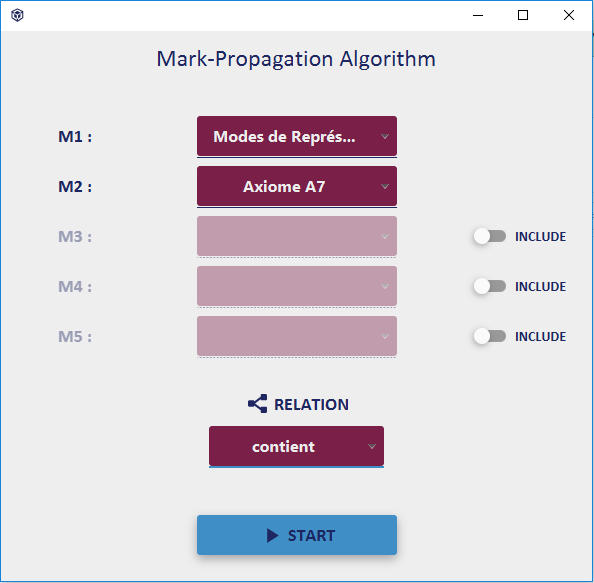 Mark-Propagation Algorithm
M1 : Modes de Représ...
M2 : Axiome A7
M3 : INCLUDE
M4 : INCLUDE
M5 : INCLUDE
RELATION
contient
START